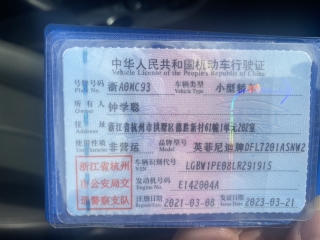 中华人民共和国机动车行驶证
Vehicle License of the People's Republic of China
号牌号码 浙A0MC93 车辆类型 小型轿车
Plate No. Vehicle Type
所有人 钟学聪
Owner
住址 浙江省杭州市拱墅区德胜新村61幢1单元202室
Address
使用性质 非营运 品牌型号 英菲尼迪牌DFL7201ASNW2
浙江省杭州市公安局交通警察支队
车辆识别代号 LGBW1PE08LR291915
VIN
发动机号码 E142004A
Engine No.
注册日期 2021-03-08 发证日期 2023-03-21
Register Date Issue Date